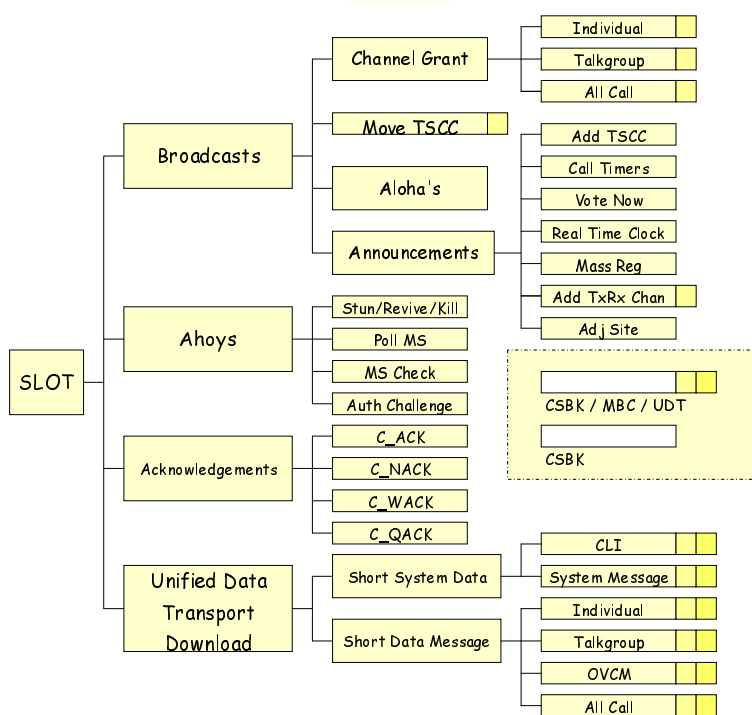 SLOT
Broadcasts
Channel Grant
Individual
Talkgroup
All Call
Move TSCC
Aloha's
Announcements
Add TSCC
Call Timers
Vote Now
Real Time Clock
Mass Reg
Add TxRx Chan
Adj Site
Ahoys
Stun/Revive/Kill
Poll MS
MS Check
Auth Challenge
Acknowledgements
C_ACK
C_NACK
C_WACK
C_QACK
Unified Data
Transport
Download
Short System Data
CLI
System Message
Short Data Message
Individual
Talkgroup
OVCM
All Call
CSBK / MBC / UDT
CSBK